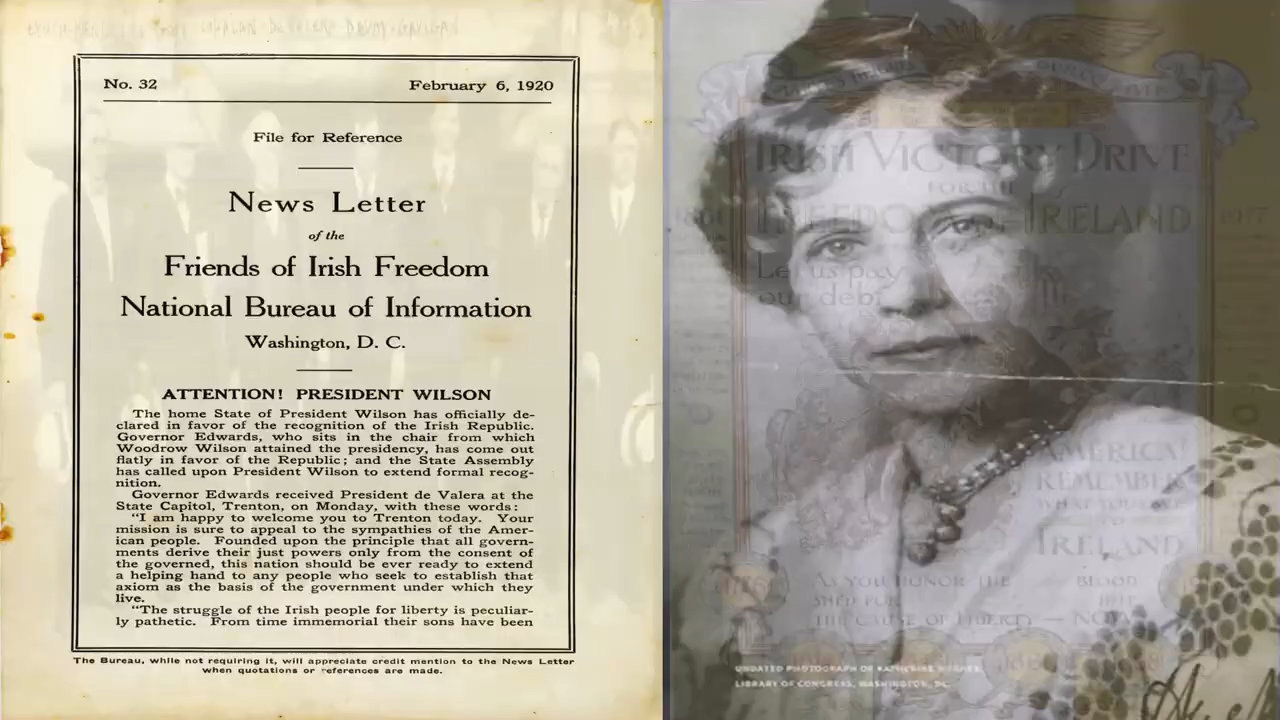 No. 32
February 6, 1920
File for Reference
News Letter
of the
Friends of Irish Freedom
National Bureau of Information
Washington, D. C.
ATTENTION! PRESIDENT WILSON
The home State of President Wilson has officially de-
clared in favor of the recognition of the Irish Republic.
Governor Edwards, who sits in the chair from which
Woodrow Wilson attained the presidency, has come out
flatly in favor of the Republic; and the State Assembly
has called upon President Wilson to extend formal recog-
nition.
Governor Edwards received President de Valera at the
State Capitol, Trenton, on Monday, with these words:
"I am happy to welcome you to Trenton today. Your
mission is sure to appeal to the sympathies of the Amer-
ican people. Founded upon the principle that all govern-
ments derive their just powers only from the consent of
the governed, this nation should be ever ready to extend
a helping hand to any people who seek to establish that
axiom as the basis of the government under which they
live.
"The struggle of the Irish people for liberty is peculiar-
ly pathetic. From time immemorial their sons have been
The Bureau, while not requiring it, will appreciate credit mention to the News Letter
when quotations or references are made.
IRISH VICTORY DRIVE
FOR THE
FREEDOM OF IRELAND
1917
Let us pay
our debt
AMERICA!
REMEMBER
WHAT YOU OWE
TO
IRELAND
AS YOU HONOR THE BLOOD
SHED FOR HELP
THE CAUSE OF LIBERTY — NOW
UNDATED PHOTOGRAPH OF KATHERINE HUGHES
LIBRARY OF CONGRESS, WASHINGTON, DC